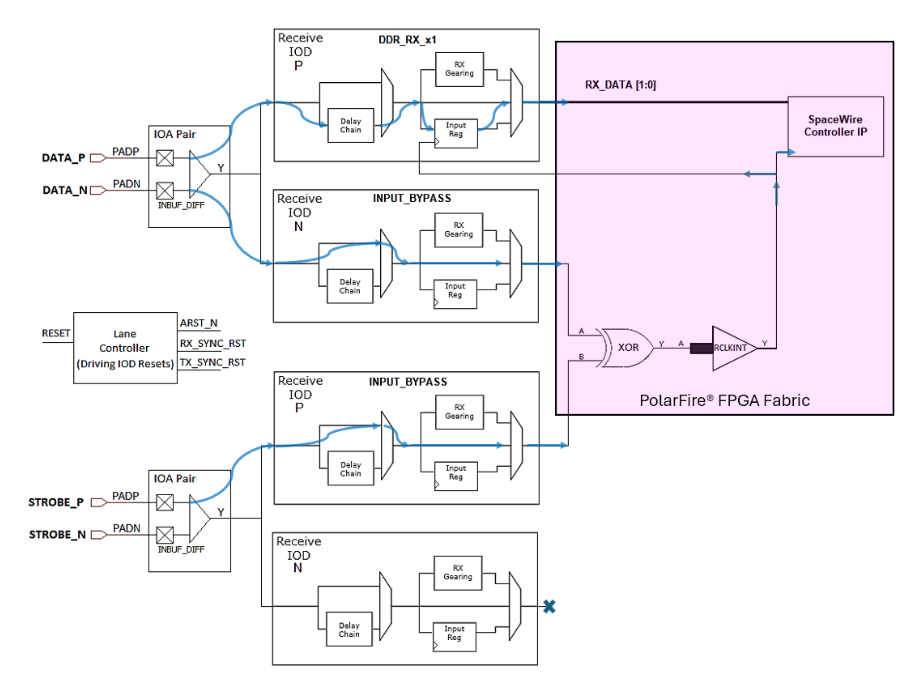 Receive
IOD
P
DDR_RX_x1
RX
Gearing
Delay
Chain
Input
Reg
RX_DATA [1:0]
SpaceWire
Controller IP
IOA Pair
DATA_P
PADP
DATA_N
PADN
Y
INBUF_DIFF
Receive
IOD
N
INPUT_BYPASS
RX
Gearing
Delay
Chain
Input
Reg
RESET
Lane
Controller
(Driving IOD Resets)
ARST_N
RX_SYNC_RST
TX_SYNC_RST
A
B
XOR
Y
A
RCLKINT
Y
PolarFire® FPGA Fabric
Receive
IOD
P
INPUT_BYPASS
RX
Gearing
Delay
Chain
Input
Reg
IOA Pair
STROBE_P
PADP
STROBE_N
PADN
Y
INBUF_DIFF
Receive
IOD
N
RX
Gearing
Delay
Chain
Input
Reg